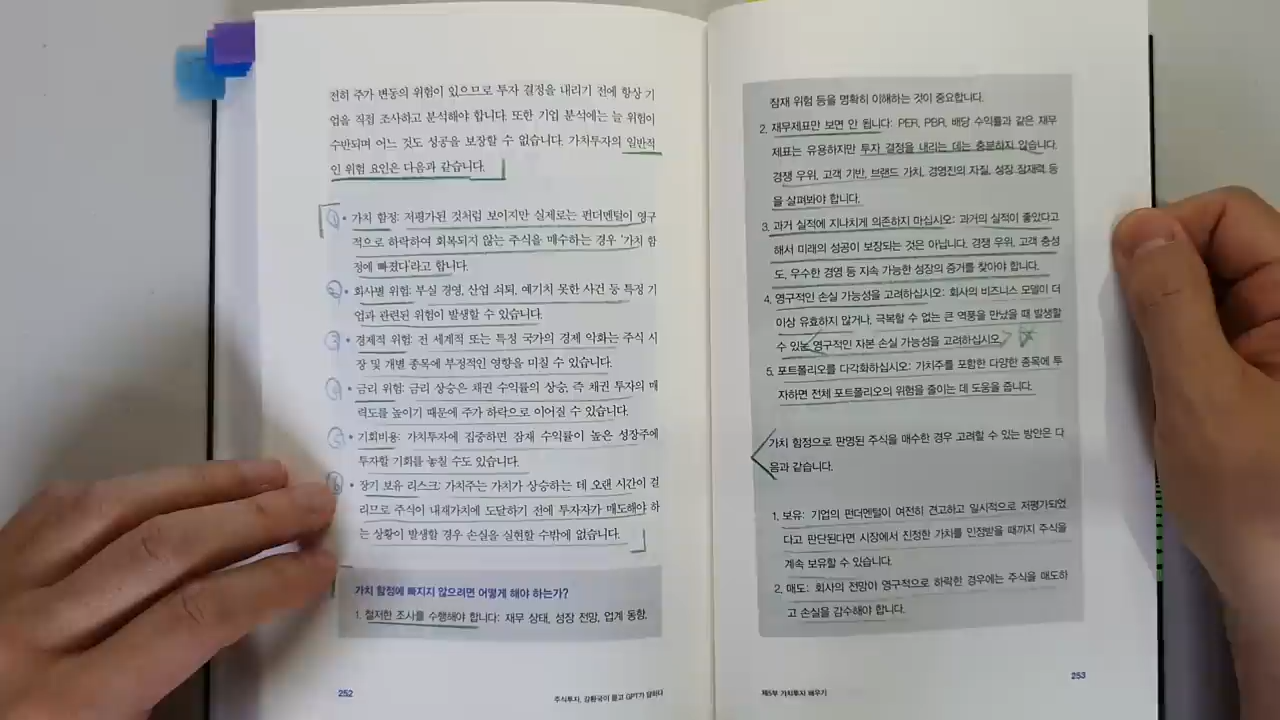 전히 주가 변동의 위험이 있으므로 투자 결정을 내리기 전에 항상 기
업을 직접 조사하고 분석해야 합니다. 또한 기업 분석에는 늘 위험이
수반되며 어느 것도 성공을 보장할 수 없습니다. 가치투자의 일반적
인 위험 요인은 다음과 같습니다.
① • 가치 함정: 저평가된 것처럼 보이지만 실제로는 펀더멘털이 영구
적으로 하락하여 회복되지 않는 주식을 매수하는 경우 '가치 함
정에 빠졌다'라고 합니다.
② • 회사별 위험: 부실 경영, 산업 쇠퇴, 예기치 못한 사건 등 특정 기
업과 관련된 위험이 발생할 수 있습니다.
③ • 경제적 위험: 전 세계적 또는 특정 국가의 경제 악화는 주식 시
장 및 개별 종목에 부정적인 영향을 미칠 수 있습니다.
④ • 금리 위험: 금리 상승은 채권 수익률의 상승, 즉 채권 투자의 매
력도를 높이기 때문에 주가 하락으로 이어질 수 있습니다.
⑤ • 기회비용: 가치투자에 집중하면 잠재 수익률이 높은 성장주에
투자할 기회를 놓칠 수도 있습니다.
⑥ • 장기 보유 리스크: 가치주는 가치가 상승하는 데 오랜 시간이 걸
리므로 주식이 내재가치에 도달하기 전에 투자자가 매도해야 하
는 상황이 발생할 경우 손실을 실현할 수밖에 없습니다.
가치 함정에 빠지지 않으려면 어떻게 해야 하는가?
1. 철저한 조사를 수행해야 합니다: 재무 상태, 성장 전망, 업계 동향,
252
주식투자, 강환국이 묻고 GPT가 답하다
잠재 위험 등을 명확히 이해하는 것이 중요합니다.
2. 재무제표만 보면 안 됩니다: PER, PBR, 배당 수익률과 같은 재무
제표는 유용하지만 투자 결정을 내리는 데는 충분하지 않습니다.
경쟁 우위, 고객 기반, 브랜드 가치, 경영진의 자질, 성장 잠재력 등
을 살펴봐야 합니다.
3. 과거 실적에 지나치게 의존하지 마십시오: 과거의 실적이 좋았다고
해서 미래의 성공이 보장되는 것은 아닙니다. 경쟁 우위, 고객 충성
도, 우수한 경영 등 지속 가능한 성장의 증거를 찾아야 합니다.
4. 영구적인 손실 가능성을 고려하십시오: 회사의 비즈니스 모델이 더
이상 유효하지 않거나, 극복할 수 없는 큰 역풍을 만났을 때 발생할
수 있는 영구적인 자본 손실 가능성을 고려하십시오.
5. 포트폴리오를 다각화하십시오: 가치주를 포함한 다양한 종목에 투
자하면 전체 포트폴리오의 위험을 줄이는 데 도움을 줍니다.
가치 함정으로 판명된 주식을 매수한 경우 고려할 수 있는 방안은 다
음과 같습니다.
1. 보유: 기업의 펀더멘털이 여전히 견고하고 일시적으로 저평가되었
다고 판단된다면 시장에서 진정한 가치를 인정받을 때까지 주식을
계속 보유할 수 있습니다.
2. 매도: 회사의 전망이 영구적으로 하락한 경우에는 주식을 매도하
고 손실을 감수해야 합니다.
제5부 가치투자 배우기
253